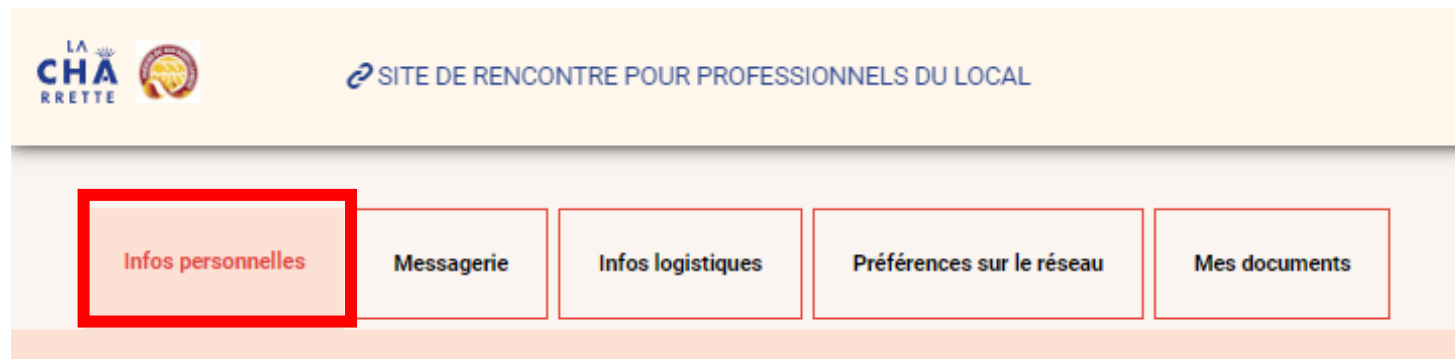 LA
CHA
RRETTE
SITE DE RENCONTRE POUR PROFESSIONNELS DU LOCAL
Infos personnelles
Messagerie
Infos logistiques
Préférences sur le réseau
Mes documents